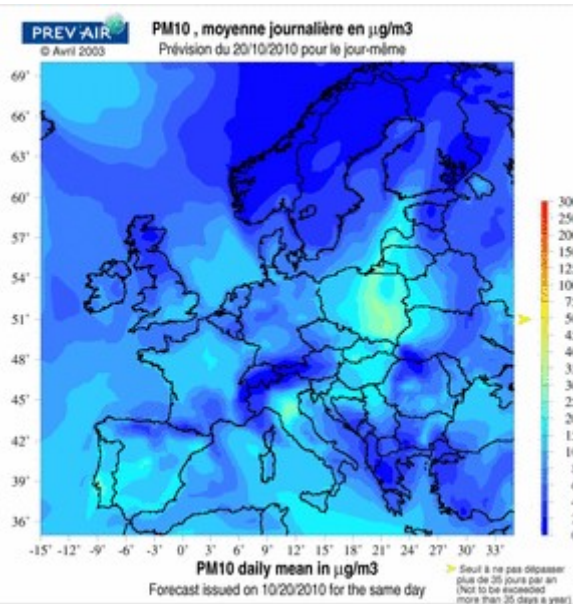 PREV'AIR
© Avril 2003
PM10 , moyenne journalière en µg/m3
Prévision du 20/10/2010 pour le jour-même
69°
66°
63°
60°
57°
54°
51°
48°
45°
42°
39°
36°
-15° -12° -9° -6° -3° 0° 3° 6° 9° 12° 15° 18° 21° 24° 27° 30° 33°
PM10 daily mean in µg/m3
Forecast issued on 10/20/2010 for the same day
Seuil à ne pas dépasser
plus de 35 jours par an
(Not to be exceeded
more than 35 days a year)